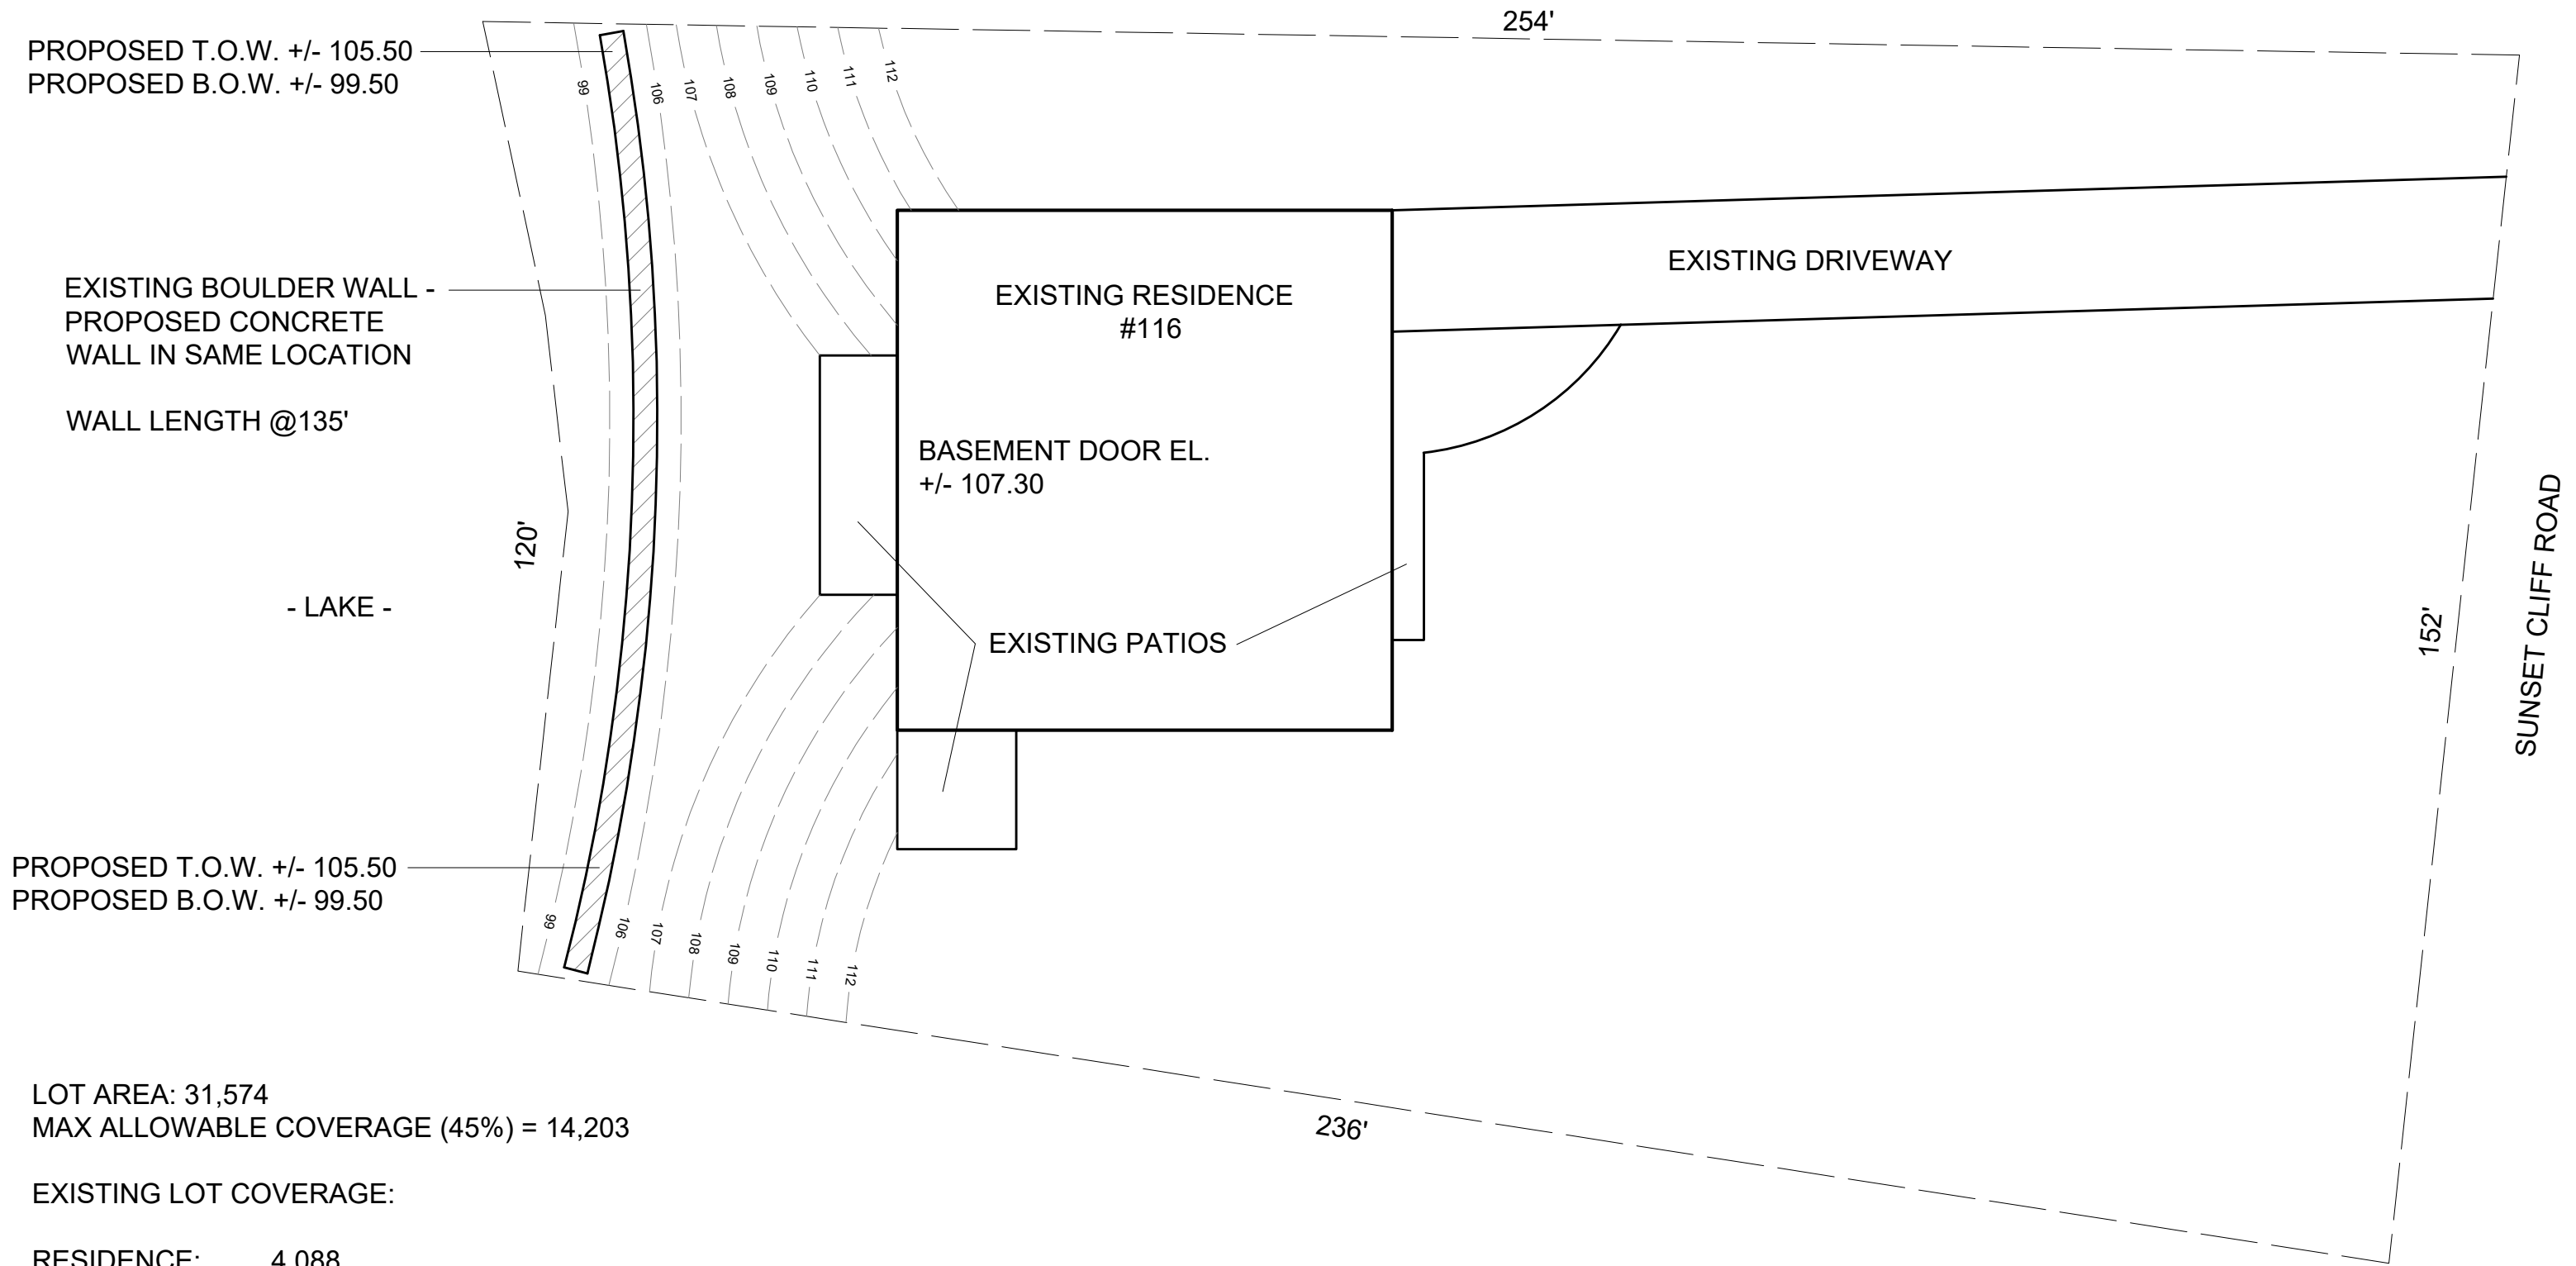 254'
PROPOSED T.O.W. +/- 105.50
PROPOSED B.O.W. +/- 99.50
99
106
107
108
109
110
111
112
EXISTING BOULDER WALL -
PROPOSED CONCRETE
WALL IN SAME LOCATION
WALL LENGTH @135'
EXISTING RESIDENCE
#116
EXISTING DRIVEWAY
BASEMENT DOOR EL.
+/- 107.30
120'
- LAKE -
EXISTING PATIOS
152'
SUNSET CLIFF ROAD
PROPOSED T.O.W. +/- 105.50
PROPOSED B.O.W. +/- 99.50
99
106
107
108
109
110
111
112
236'
LOT AREA: 31,574
MAX ALLOWABLE COVERAGE (45%) = 14,203
EXISTING LOT COVERAGE:
RESIDENCE: 4,088